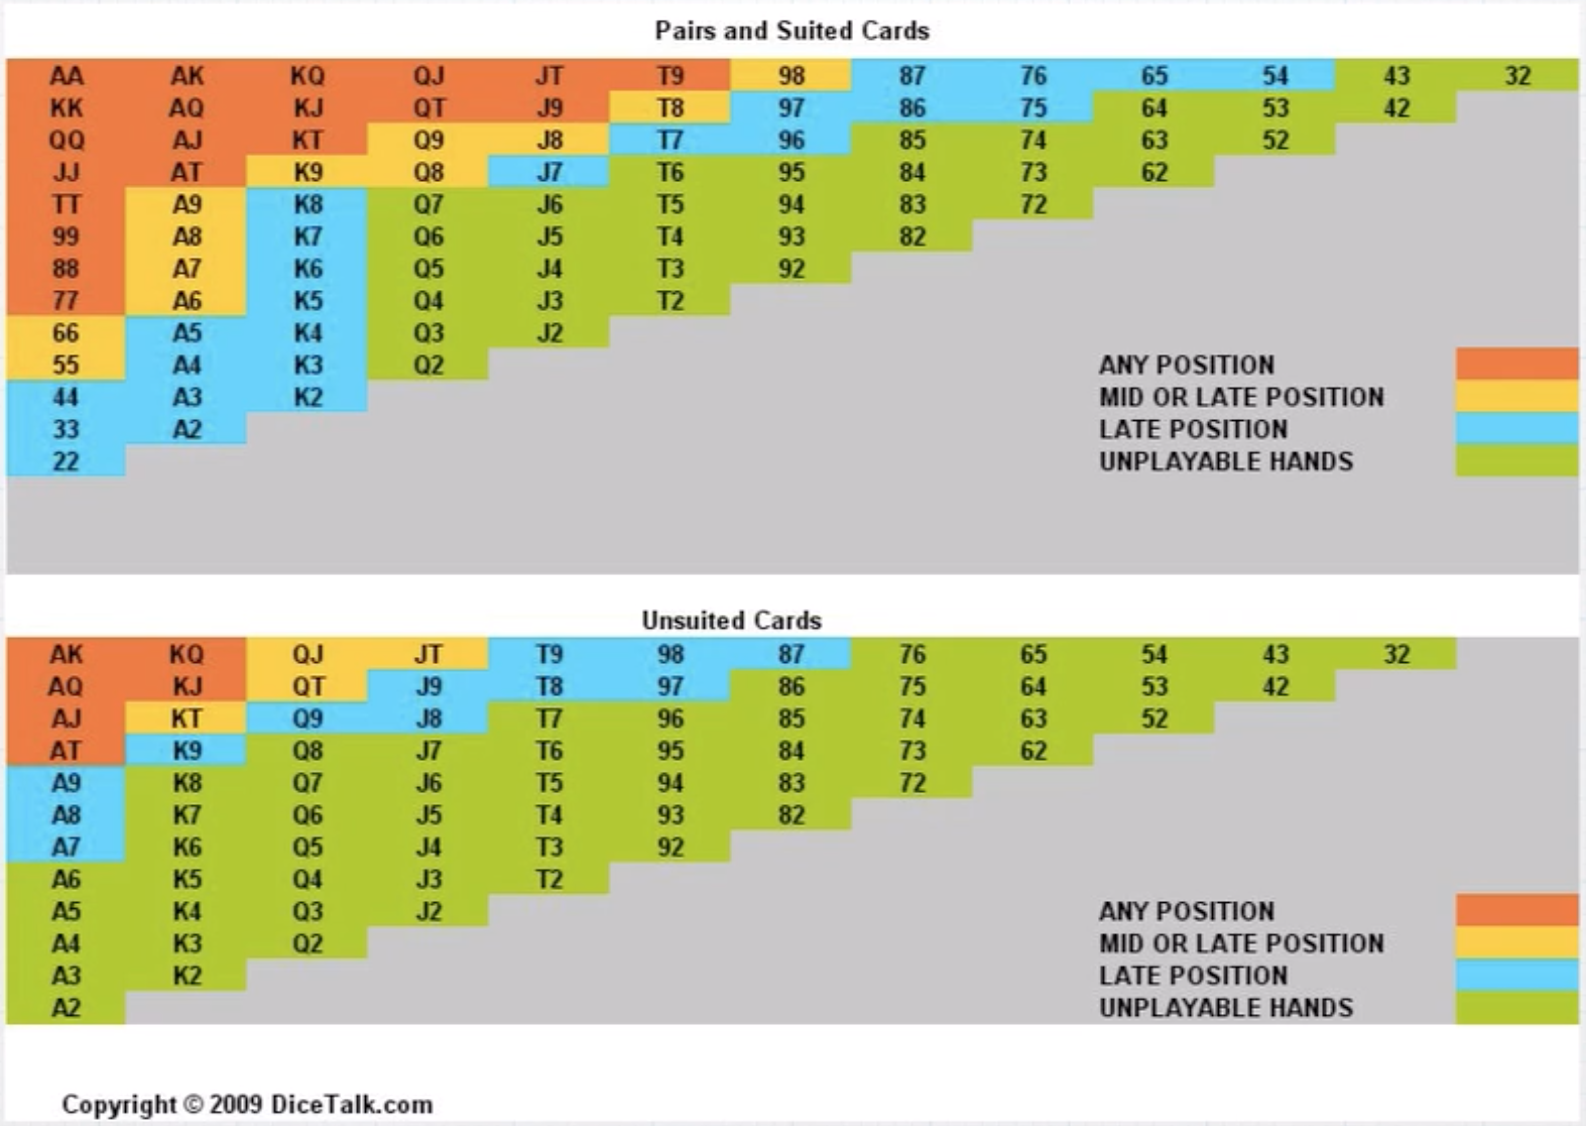 Pairs and Suited Cards
AA AK KQ QJ JT T9 98 87 76 65 54 43 32
KK AQ KJ QT J9 T8 97 86 75 64 53 42
QQ AJ KT Q9 J8 T7 96 85 74 63 52
JJ AT K9 Q8 J7 T6 95 84 73 62
TT A9 K8 Q7 J6 T5 94 83 72
99 A8 K7 Q6 J5 T4 93 82
88 A7 K6 Q5 J4 T3 92
77 A6 K5 Q4 J3 T2
66 A5 K4 Q3 J2
55 A4 K3 Q2 ANY POSITION
44 A3 K2 MID OR LATE POSITION
33 A2 LATE POSITION
22 UNPLAYABLE HANDS
Unsuited Cards
AK KQ QJ JT T9 98 87 76 65 54 43 32
AQ KJ QT J9 T8 97 86 75 64 53 42
AJ KT Q9 J8 T7 96 85 74 63 52
AT K9 Q8 J7 T6 95 84 73 62
A9 K8 Q7 J6 T5 94 83 72
A8 K7 Q6 J5 T4 93 82
A7 K6 Q5 J4 T3 92
A6 K5 Q4 J3 T2
A5 K4 Q3 J2 ANY POSITION
A4 K3 Q2 MID OR LATE POSITION
A3 K2 LATE POSITION
A2 UNPLAYABLE HANDS
Copyright © 2009 DiceTalk.com